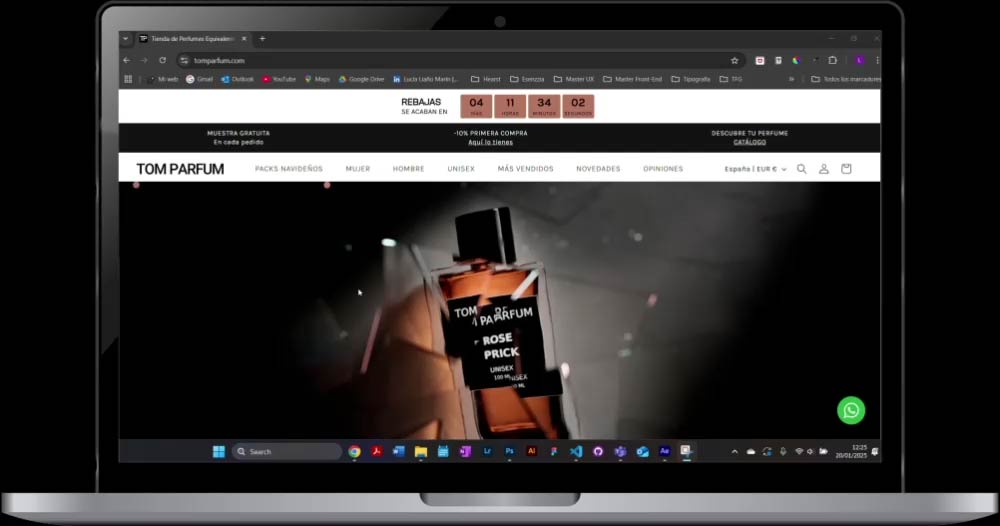 Tienda de Perfumes Equivalen
tomparfum.com
Mi web
Gmail
Outlook
YouTube
Maps
Google Drive
Lucía Liaño Marín |...
Hearst
Esenzzia
Master UX
Master Front-End
Tipografía
TFG
Todos los marcadores
REBAJAS
SE ACABAN EN
04 11 34 02
DÍAS HORAS MINUTOS SEGUNDOS
MUESTRA GRATUITA
En cada pedido
-10% PRIMERA COMPRA
Aquí lo tienes
DESCUBRE TU PERFUME
CATÁLOGO
TOM PARFUM
PACKS NAVIDEÑOS
MUJER
HOMBRE
UNISEX
MÁS VENDIDOS
NOVEDADES
OPINIONES
España | EUR €
TOM
PARFUM
ROSE
PRICK
UNISEX
100 ML
Search
12:25
20/01/2025